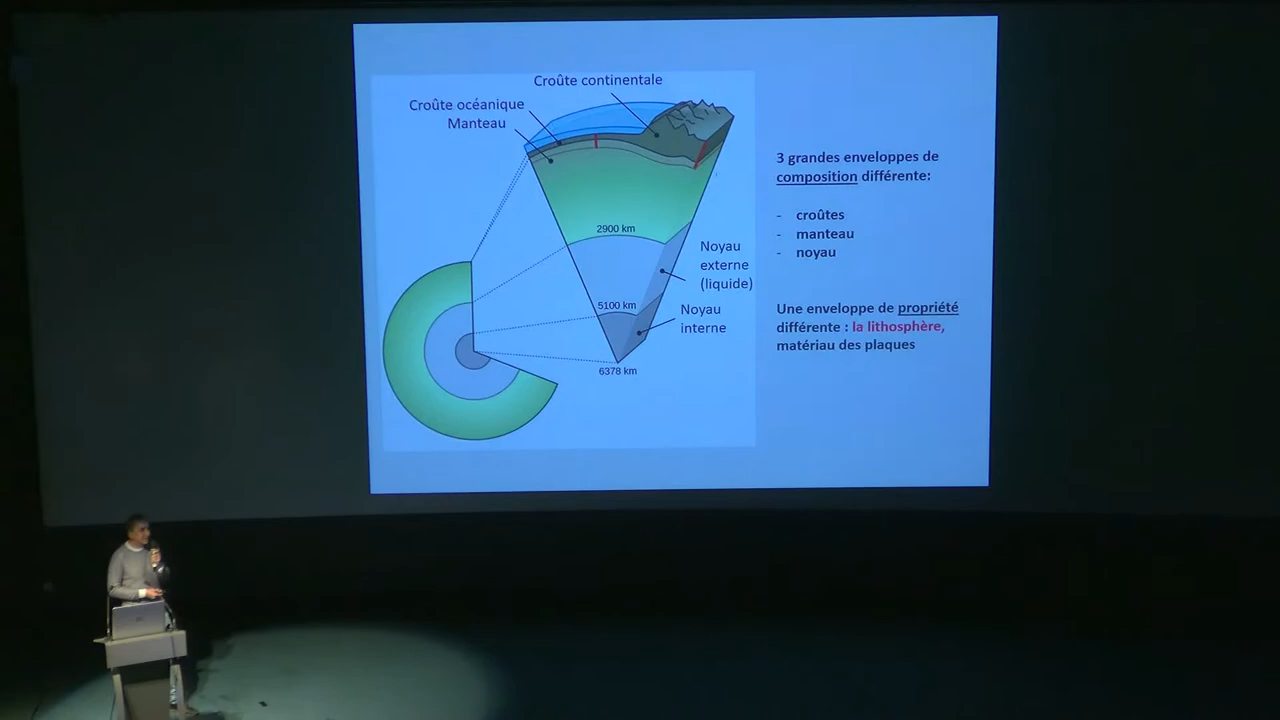 Croûte continentale
Croûte océanique
Manteau
2900 km
Noyau
externe
(liquide)
5100 km
Noyau
interne
6378 km
3 grandes enveloppes de
composition différente:
- croûtes
- manteau
- noyau
Une enveloppe de propriété
différente : la lithosphère,
matériau des plaques